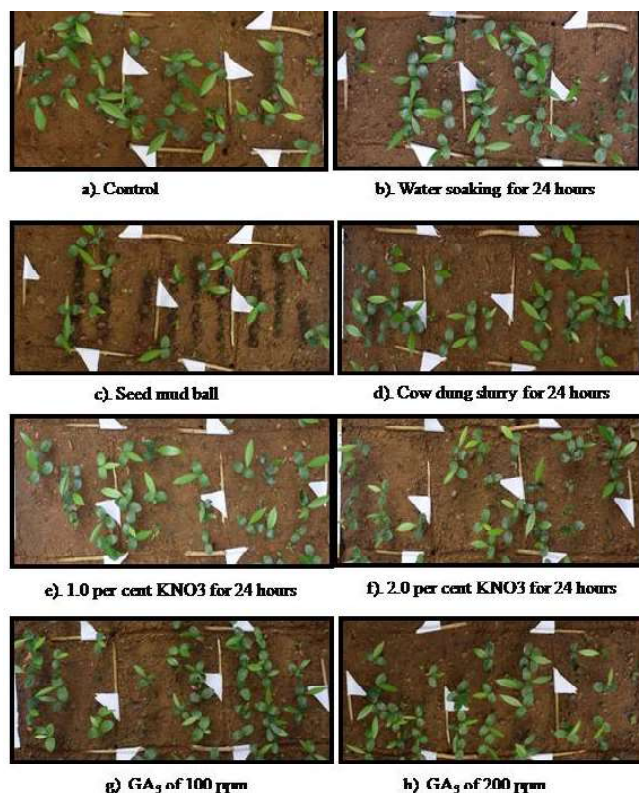 a). Control
b). Water soaking for 24 hours
c). Seed mud ball
d). Cow dung slurry for 24 hours
e). 1.0 per cent KNO3 for 24 hours
f). 2.0 per cent KNO3 for 24 hours
g). GA₃ of 100 ppm
h). GA₃ of 200 ppm